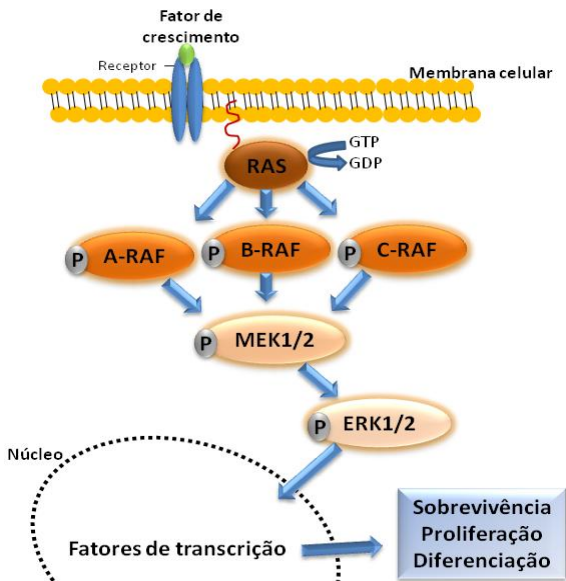 Fator de
crescimento
Receptor
Membrana celular
GTP
RAS
GDP
P
A-RAF
P
B-RAF
P
C-RAF
P
MEK1/2
P
ERK1/2
Núcleo
Fatores de transcrição
Sobrevivência
Proliferação
Diferenciação